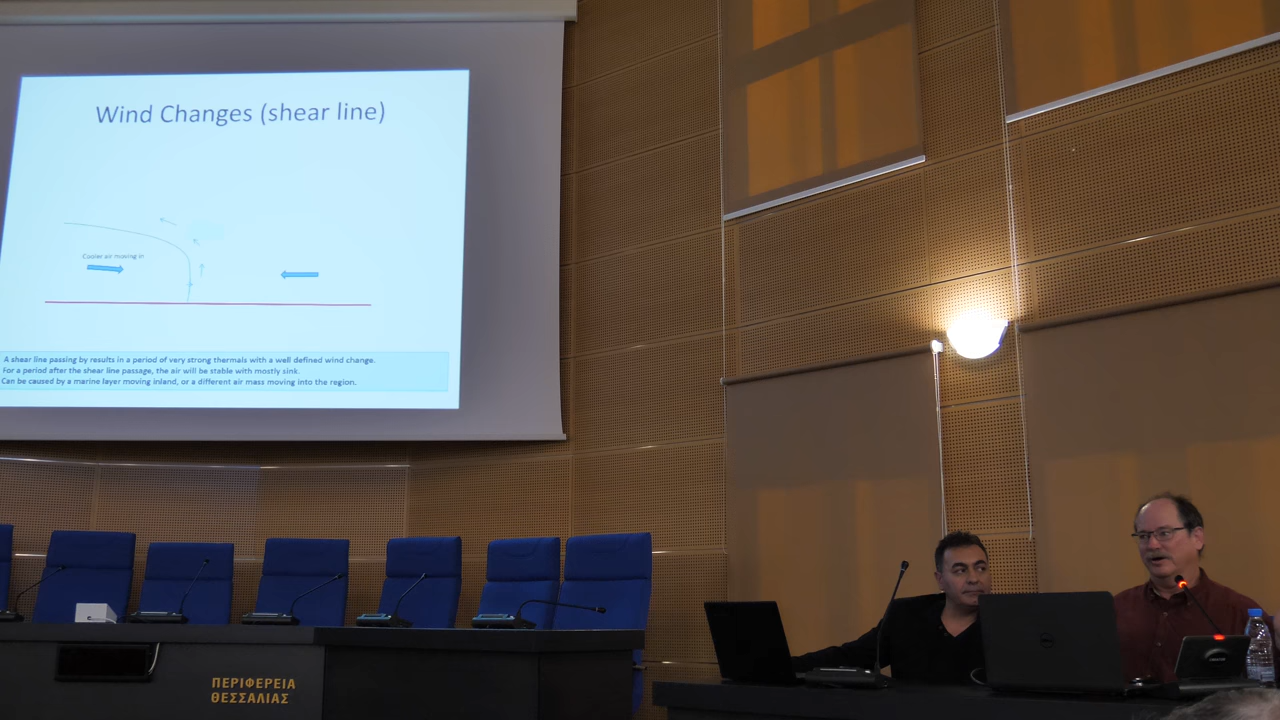 Wind Changes (shear line)
Cooler air moving in
A shear line passing by results in a period of very strong thermals with a well defined wind change.
For a period after the shear line passage, the air will be stable with mostly sink.
Can be caused by a marine layer moving inland, or a different air mass moving into the region.
ΠΕΡΙΦΕΡΕΙΑ
ΘΕΣΣΑΛΙΑΣ
DELL